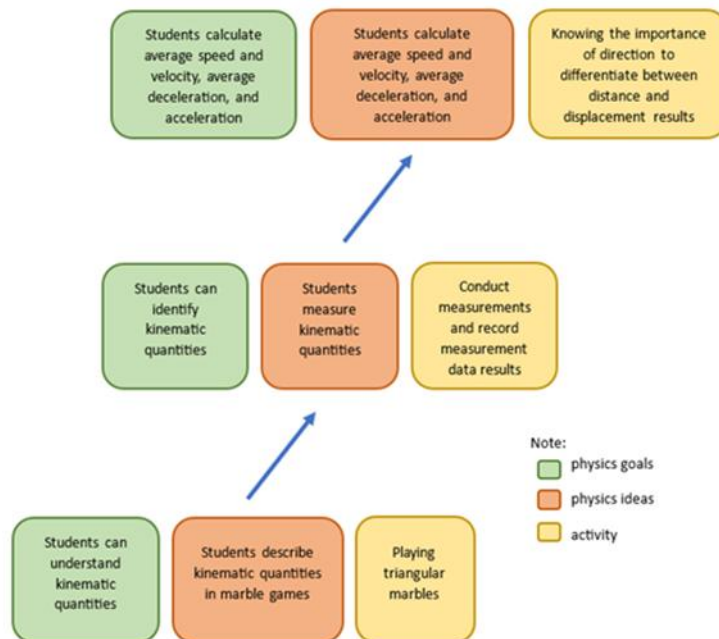 Students calculate
average speed and
velocity, average
deceleration, and
acceleration
Students calculate
average speed and
velocity, average
deceleration, and
acceleration
Knowing the importance
of direction to
differentiate between
distance and
displacement results
Students can
identify
kinematic
quantities
Students
measure
kinematic
quantities
Conduct
measurements
and record
measurement
data results
Note:
physics goals
physics ideas
activity
Students can
understand
kinematic
quantities
Students describe
kinematic quantities
in marble games
Playing
triangular
marbles